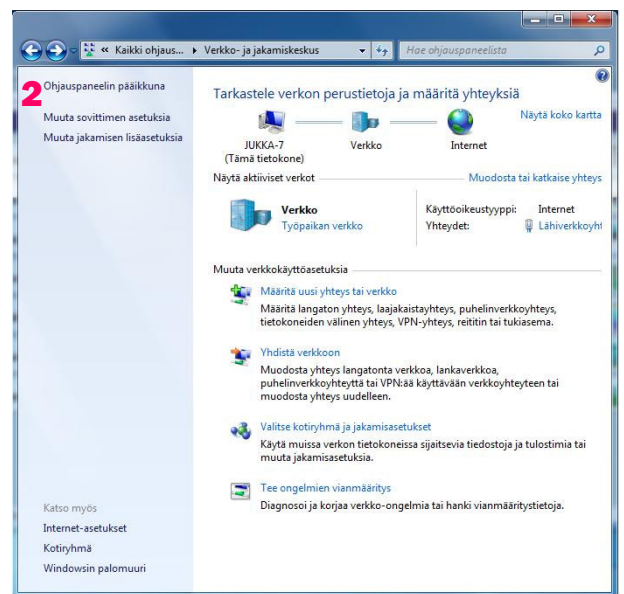 « Kaikki ohjaus... ▸ Verkko- ja jakamiskeskus
Hae ohjauspaneelista
2
Ohjauspaneelin pääikkuna
Muuta sovittimen asetuksia
Muuta jakamisen lisäasetuksia
Tarkastele verkon perustietoja ja määritä yhteyksiä
Näytä koko kartta
JUKKA-7
(Tämä tietokone)
Verkko
Internet
Näytä aktiiviset verkot
Muodosta tai katkaise yhteys
Verkko
Työpaikan verkko
Käyttöoikeustyyppi: Internet
Yhteydet: Lähiverkkoyht
Muuta verkkokäyttöasetuksia
Määritä uusi yhteys tai verkko
Määritä langaton yhteys, laajakaistayhteys, puhelinverkkoyhteys,
tietokoneiden välinen yhteys, VPN-yhteys, reititin tai tukiasema.
Yhdistä verkkoon
Muodosta yhteys langatonta verkkoa, lankaverkkoa,
puhelinverkkoyhteyttä tai VPN:ää käyttävään verkkoyhteyteen tai
muodosta yhteys uudelleen.
Valitse kotiryhmä ja jakamisasetukset
Käytä muissa verkon tietokoneissa sijaitsevia tiedostoja ja tulostimia tai
muuta jakamisasetuksia.
Tee ongelmien vianmääritys
Diagnosoi ja korjaa verkko-ongelmia tai hanki vianmääritystietoja.
Katso myös
Internet-asetukset
Kotiryhmä
Windowsin palomuuri